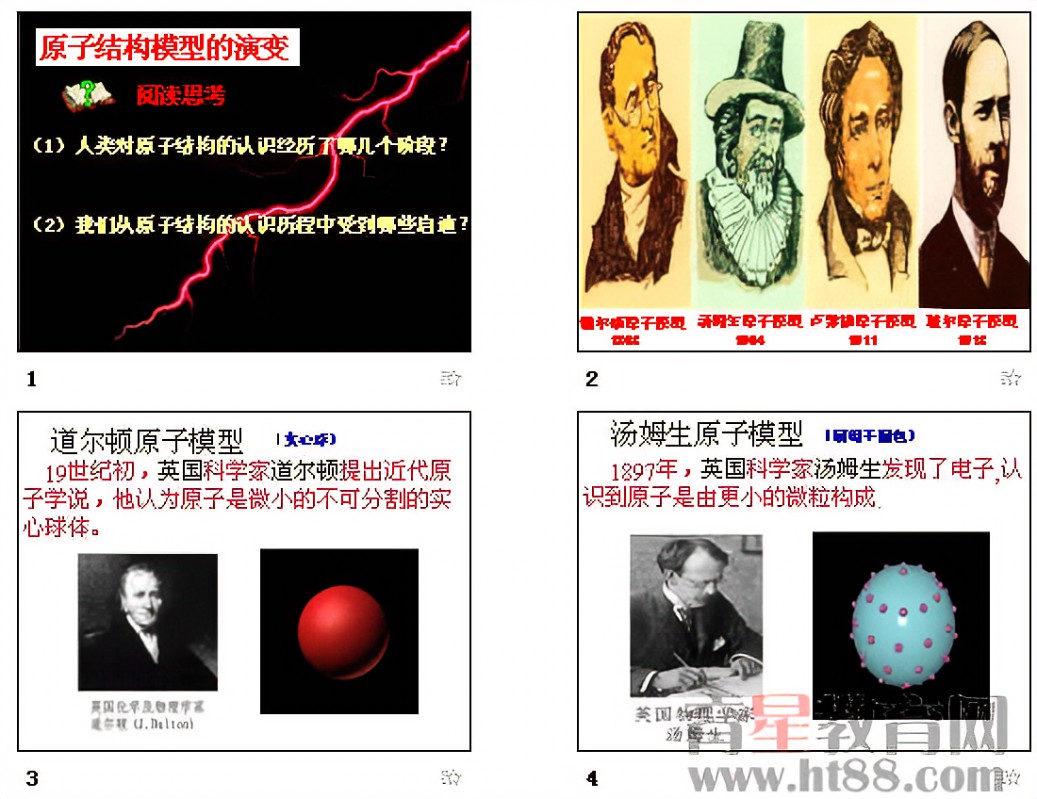 原子结构模型的演变
?
阅读思考
(1)人类对原子结构的认识经历了哪几个阶段?
(2)我们从原子结构的认识历程中受到哪些启迪?
1
道尔顿原子模型
汤姆生原子模型
卢瑟福原子模型
玻尔原子模型
1904
1911
2
道尔顿原子模型 (实心球)
19世纪初,英国科学家道尔顿提出近代原
子学说,他认为原子是微小的不可分割的实
心球体。
英国化学及物理学家
道尔顿 (J.Dalton)
3
汤姆生原子模型
1897年,英国科学家汤姆生发现了电子,认
识到原子是由更小的微粒构成.
英国物理学家
汤姆生
4
育星教育网
www.ht88.com